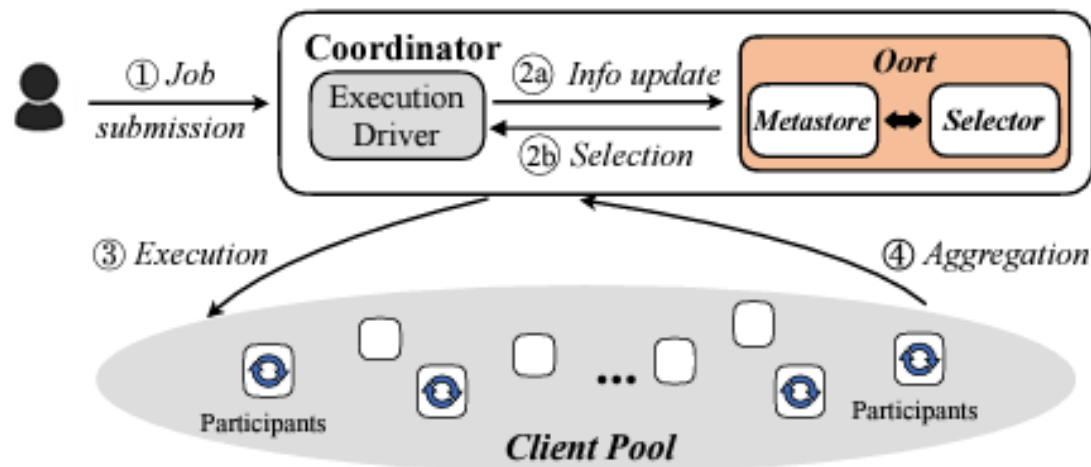 Coordinator
Oort
① Job
submission
Execution
Driver
2a Info update
2b Selection
Metastore
Selector
③ Execution
④ Aggregation
...
Participants
Participants
Client Pool